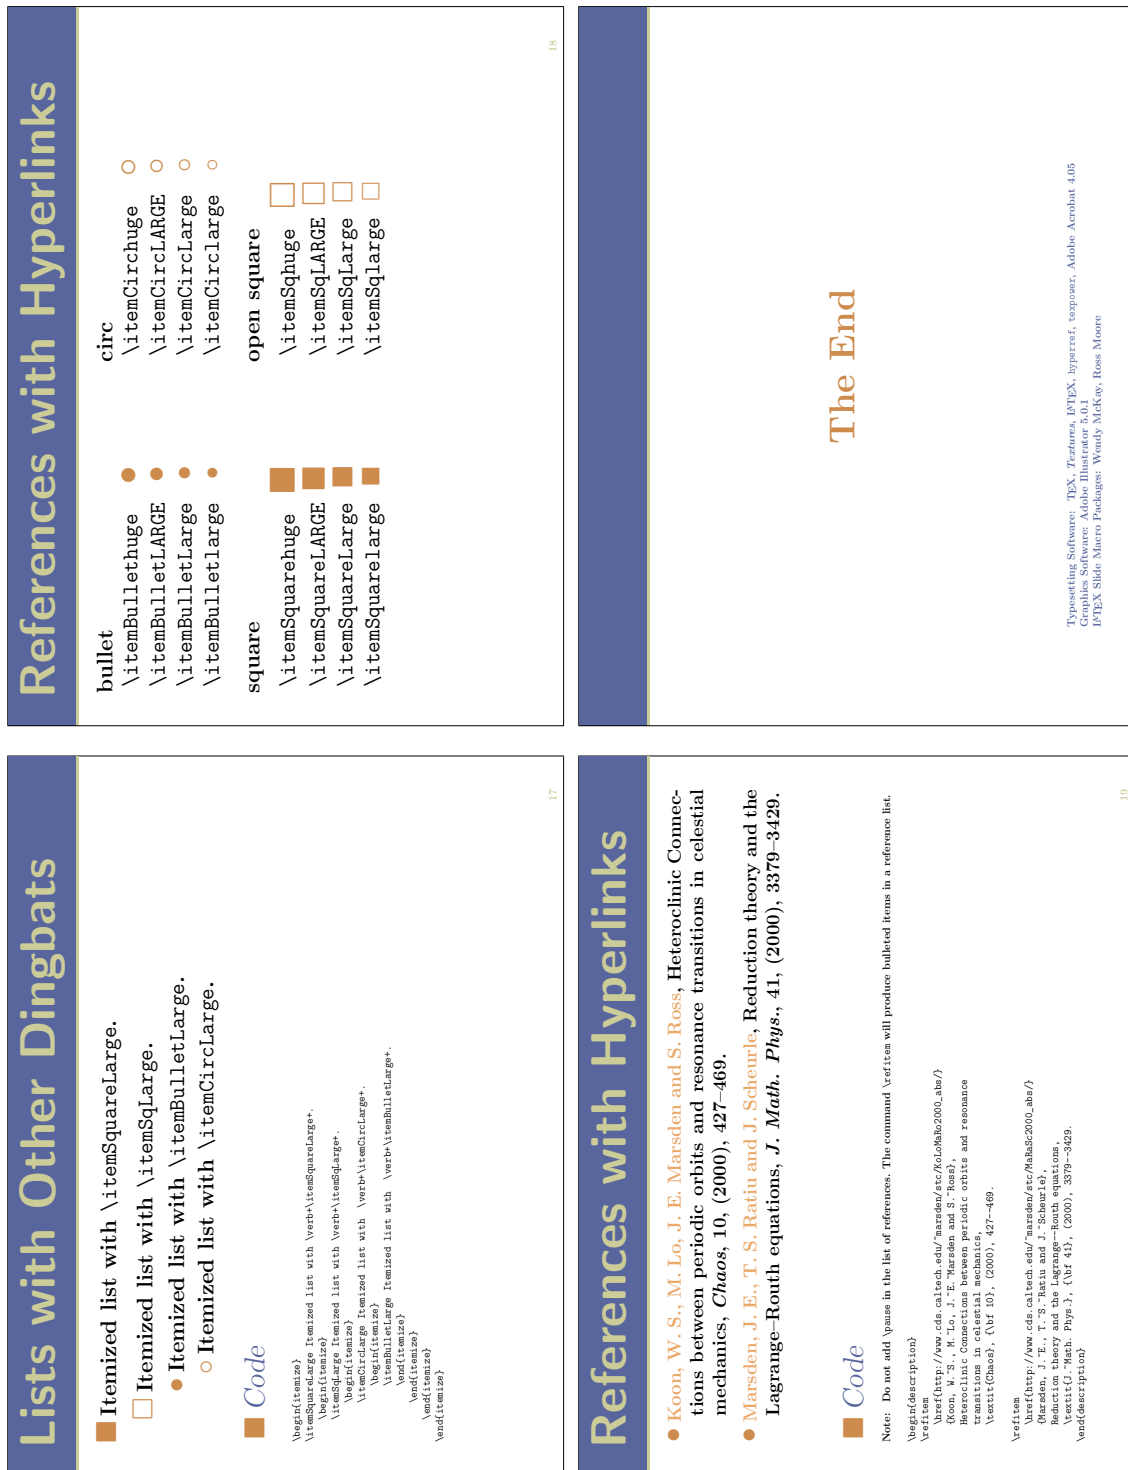 Lists with Other Dingbats
■ Itemized list with \itemSquareLarge.
□ Itemized list with \itemSqLarge.
● Itemized list with \itemBulletLarge.
○ Itemized list with \itemCircLarge.
■ Code
\begin{itemize}
\itemSquareLarge Itemized list with \verb+\itemSquareLarge+.
\begin{itemize}
\itemSqLarge Itemized list with \verb+\itemSqLarge+.
\begin{itemize}
\itemCircLarge Itemized list with \verb+\itemCircLarge+.
\begin{itemize}
\itemBulletLarge Itemized list with \verb+\itemBulletLarge+.
\end{itemize}
\end{itemize}
\end{itemize}
\end{itemize}
17
References with Hyperlinks
bullet
\itemBullethuge ●
\itemBulletLARGE ●
\itemBulletLarge ●
\itemBulletlarge ●
circ
\itemCirchuge ○
\itemCircLARGE ○
\itemCircLarge ○
\itemCirclarge ○
square
\itemSquarehuge ■
\itemSquareLARGE ■
\itemSquareLarge ■
\itemSquarelarge ■
open square
\itemSqhuge □
\itemSqLARGE □
\itemSqLarge □
\itemSqlarge □
18
References with Hyperlinks
● Koon, W. S., M. Lo, J. E. Marsden and S. Ross, Heteroclinic Connec-
tions between periodic orbits and resonance transitions in celestial
mechanics, Chaos, 10, (2000), 427–469.
● Marsden, J. E., T. S. Ratiu and J. Scheurle, Reduction theory and the
Lagrange–Routh equations, J. Math. Phys., 41, (2000), 3379–3429.
■ Code
Note: Do not add \pause in the list of references. The command \refitem will produce bulleted items in a reference list.
\begin{description}
\refitem
\href{http://www.cds.caltech.edu/~marsden/stc/KoLoMaRo2000_abs/}
{Koon, W.~S., M.~Lo, J.~E.~Marsden and S.~Ross},
Heteroclinic Connections between periodic orbits and resonance
transitions in celestial mechanics,
\textit{Chaos}, {\bf 10}, (2000), 427--469.
\refitem
\href{http://www.cds.caltech.edu/~marsden/stc/MaRaSc2000_abs/}
{Marsden, J.~E., T.~S.~Ratiu and J.~Scheurle},
Reduction theory and the Lagrange--Routh equations,
\textit{J.~Math. Phys.}, {\bf 41}, (2000), 3379--3429.
\end{description}
19
The End
Typesetting Software: TEX, Textures, LATEX, hyperref, texpower, Adobe Acrobat 4.05
Graphics Software: Adobe Illustrator 5.0.1
LATEX Slide Macro Packages: Wendy McKay, Ross Moore